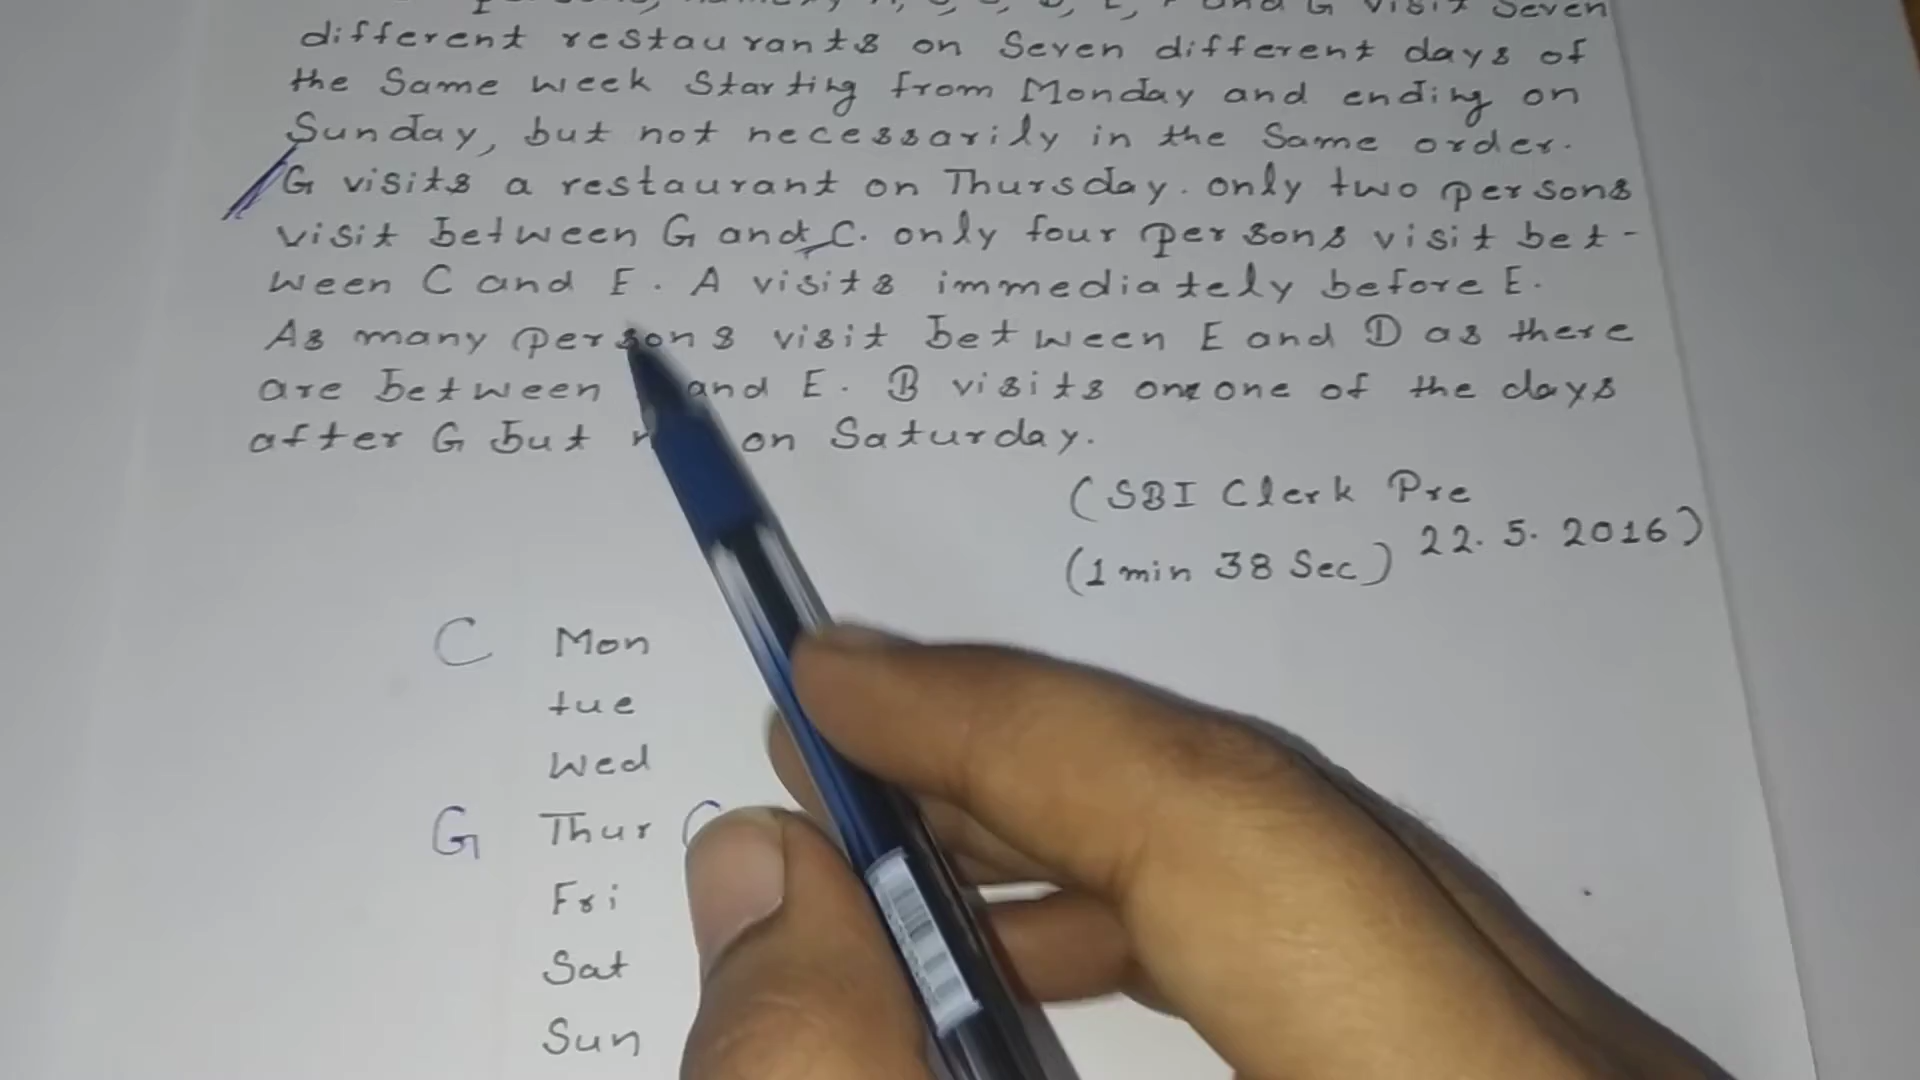 Visit Seven
different restaurants on Seven different days of
the Same week Starting from Monday and ending on
Sunday, but not necessarily in the Same order.
G visits a restaurant on Thursday. only two persons
visit between G and C. only four persons visit bet-
ween C and E. A visits immediately before E.
As many persons visit between E and D as there
are between and E. B visits on one of the days
after G but on Saturday.
(SBI Clerk Pre
22. 5. 2016)
(1 min 38 Sec)
C Mon
tue
Wed
G Thur
Fri
Sat
Sun